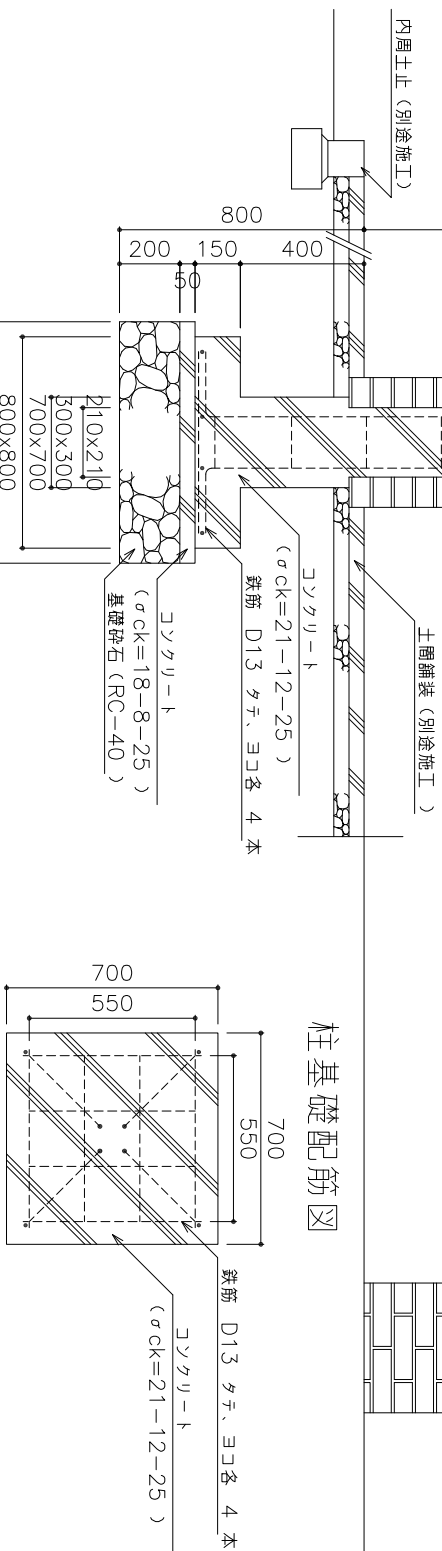 内周土止（別途施工）
800
200
50
150
400
210x210
300x300
700x700
800x800
土間舗装（別途施工 ）
コンクリート
（σck=21-12-25 ）
鉄筋 D13 タテ、ヨコ各 4 本
コンクリート
（σck=18-8-25 ）
基礎砕石（RC-40 ）
柱基礎配筋図
700
550
700
550
鉄筋 D13 タテ、ヨコ各 4 本
コンクリート
（σck=21-12-25 ）